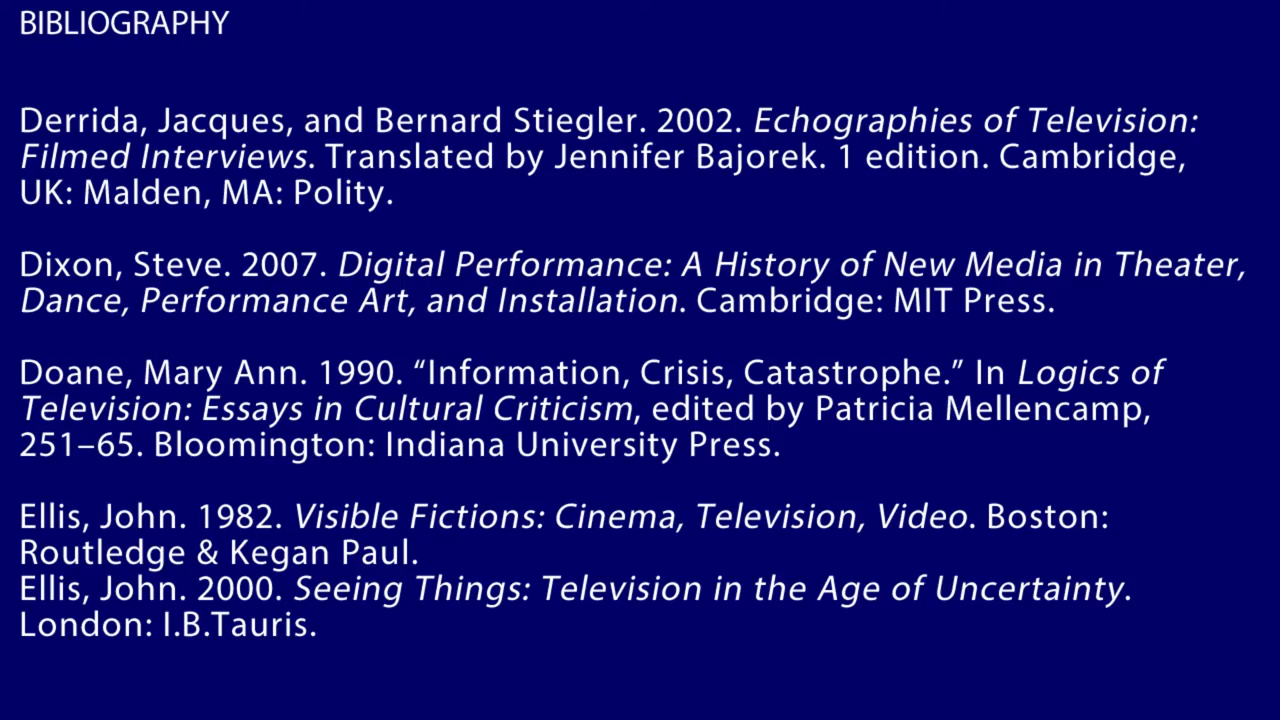 BIBLIOGRAPHY
Derrida, Jacques, and Bernard Stiegler. 2002. Echographies of Television:
Filmed Interviews. Translated by Jennifer Bajorek. 1 edition. Cambridge,
UK: Malden, MA: Polity.
Dixon, Steve. 2007. Digital Performance: A History of New Media in Theater,
Dance, Performance Art, and Installation. Cambridge: MIT Press.
Doane, Mary Ann. 1990. “Information, Crisis, Catastrophe.” In Logics of
Television: Essays in Cultural Criticism, edited by Patricia Mellencamp,
251–65. Bloomington: Indiana University Press.
Ellis, John. 1982. Visible Fictions: Cinema, Television, Video. Boston:
Routledge & Kegan Paul.
Ellis, John. 2000. Seeing Things: Television in the Age of Uncertainty.
London: I.B.Tauris.